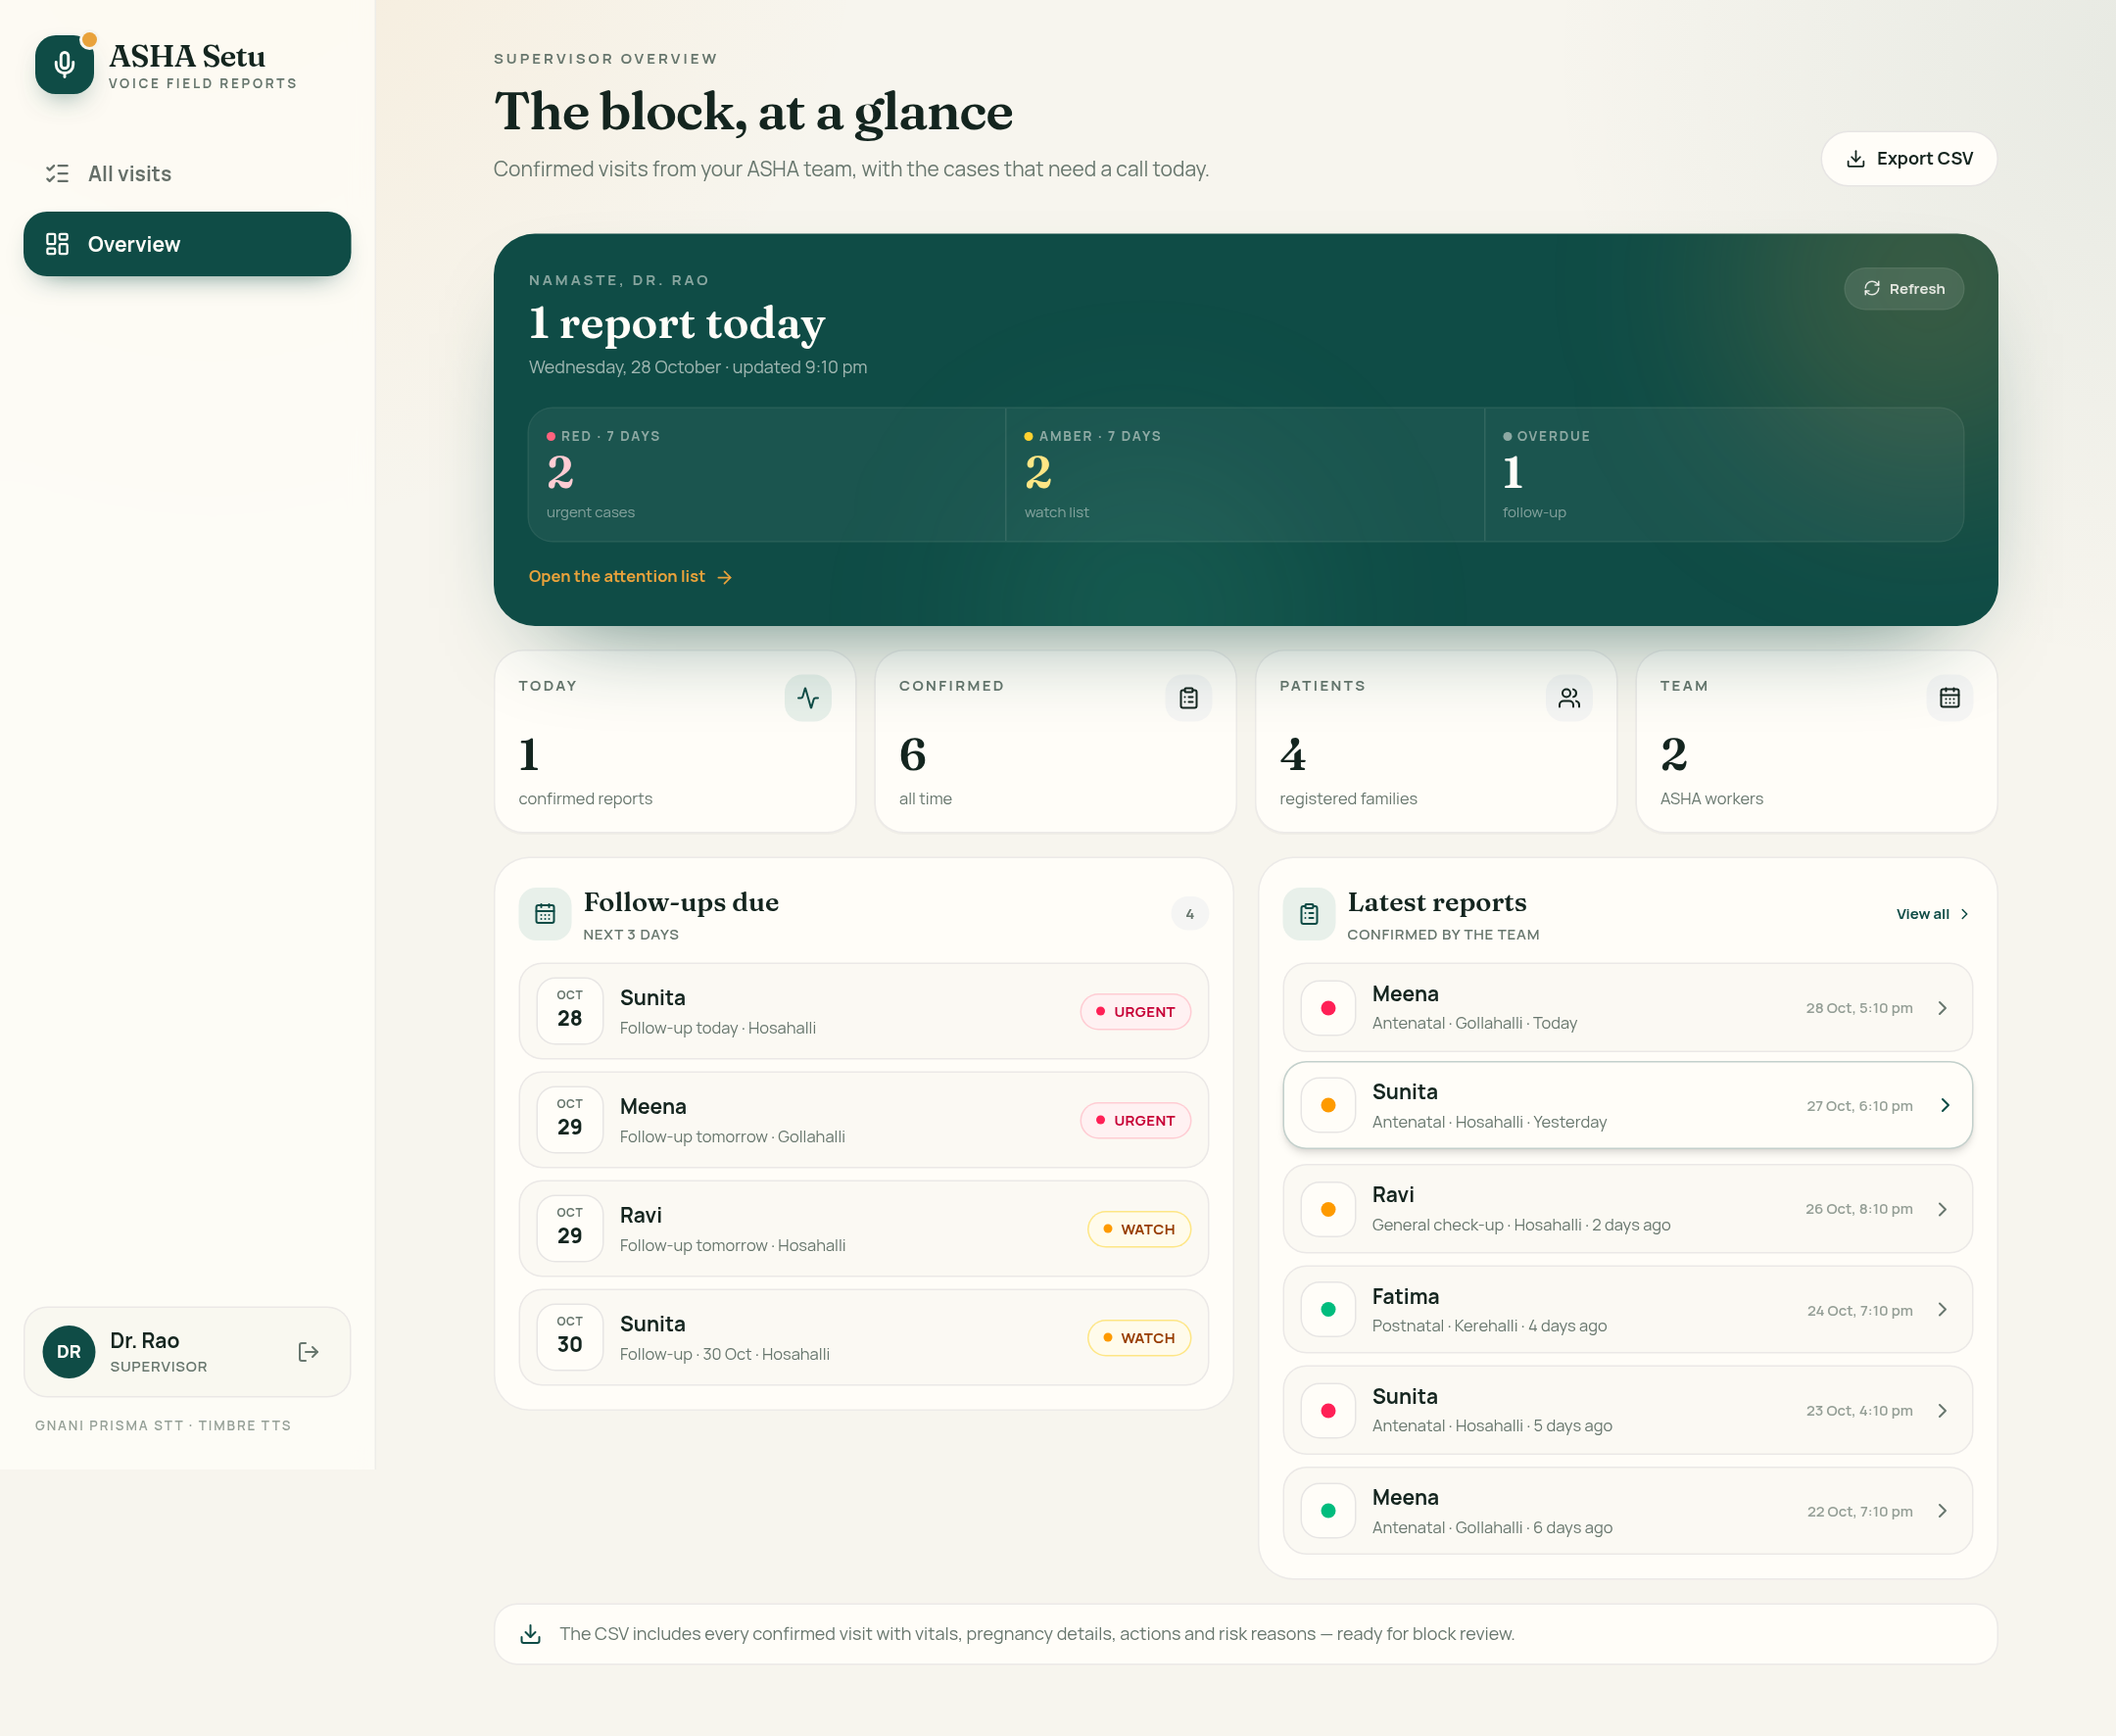 ASHA Setu
VOICE FIELD REPORTS
All visits
Overview
DR
Dr. Rao
SUPERVISOR
GNANI PRISMA STT · TIMBRE TTS
SUPERVISOR OVERVIEW
The block, at a glance
Confirmed visits from your ASHA team, with the cases that need a call today.
Export CSV
NAMASTE, DR. RAO
1 report today
Wednesday, 28 October · updated 9:10 pm
Refresh
RED · 7 DAYS
2
urgent cases
AMBER · 7 DAYS
2
watch list
OVERDUE
1
follow-up
Open the attention list
TODAY
1
confirmed reports
CONFIRMED
6
all time
PATIENTS
4
registered families
TEAM
2
ASHA workers
Follow-ups due
NEXT 3 DAYS
4
OCT
28
Sunita
Follow-up today · Hosahalli
URGENT
OCT
29
Meena
Follow-up tomorrow · Gollahalli
URGENT
OCT
29
Ravi
Follow-up tomorrow · Hosahalli
WATCH
OCT
30
Sunita
Follow-up · 30 Oct · Hosahalli
WATCH
Latest reports
CONFIRMED BY THE TEAM
View all
Meena
Antenatal · Gollahalli · Today
28 Oct, 5:10 pm
Sunita
Antenatal · Hosahalli · Yesterday
27 Oct, 6:10 pm
Ravi
General check-up · Hosahalli · 2 days ago
26 Oct, 8:10 pm
Fatima
Postnatal · Kerehalli · 4 days ago
24 Oct, 7:10 pm
Sunita
Antenatal · Hosahalli · 5 days ago
23 Oct, 4:10 pm
Meena
Antenatal · Gollahalli · 6 days ago
22 Oct, 7:10 pm
The CSV includes every confirmed visit with vitals, pregnancy details, actions and risk reasons — ready for block review.